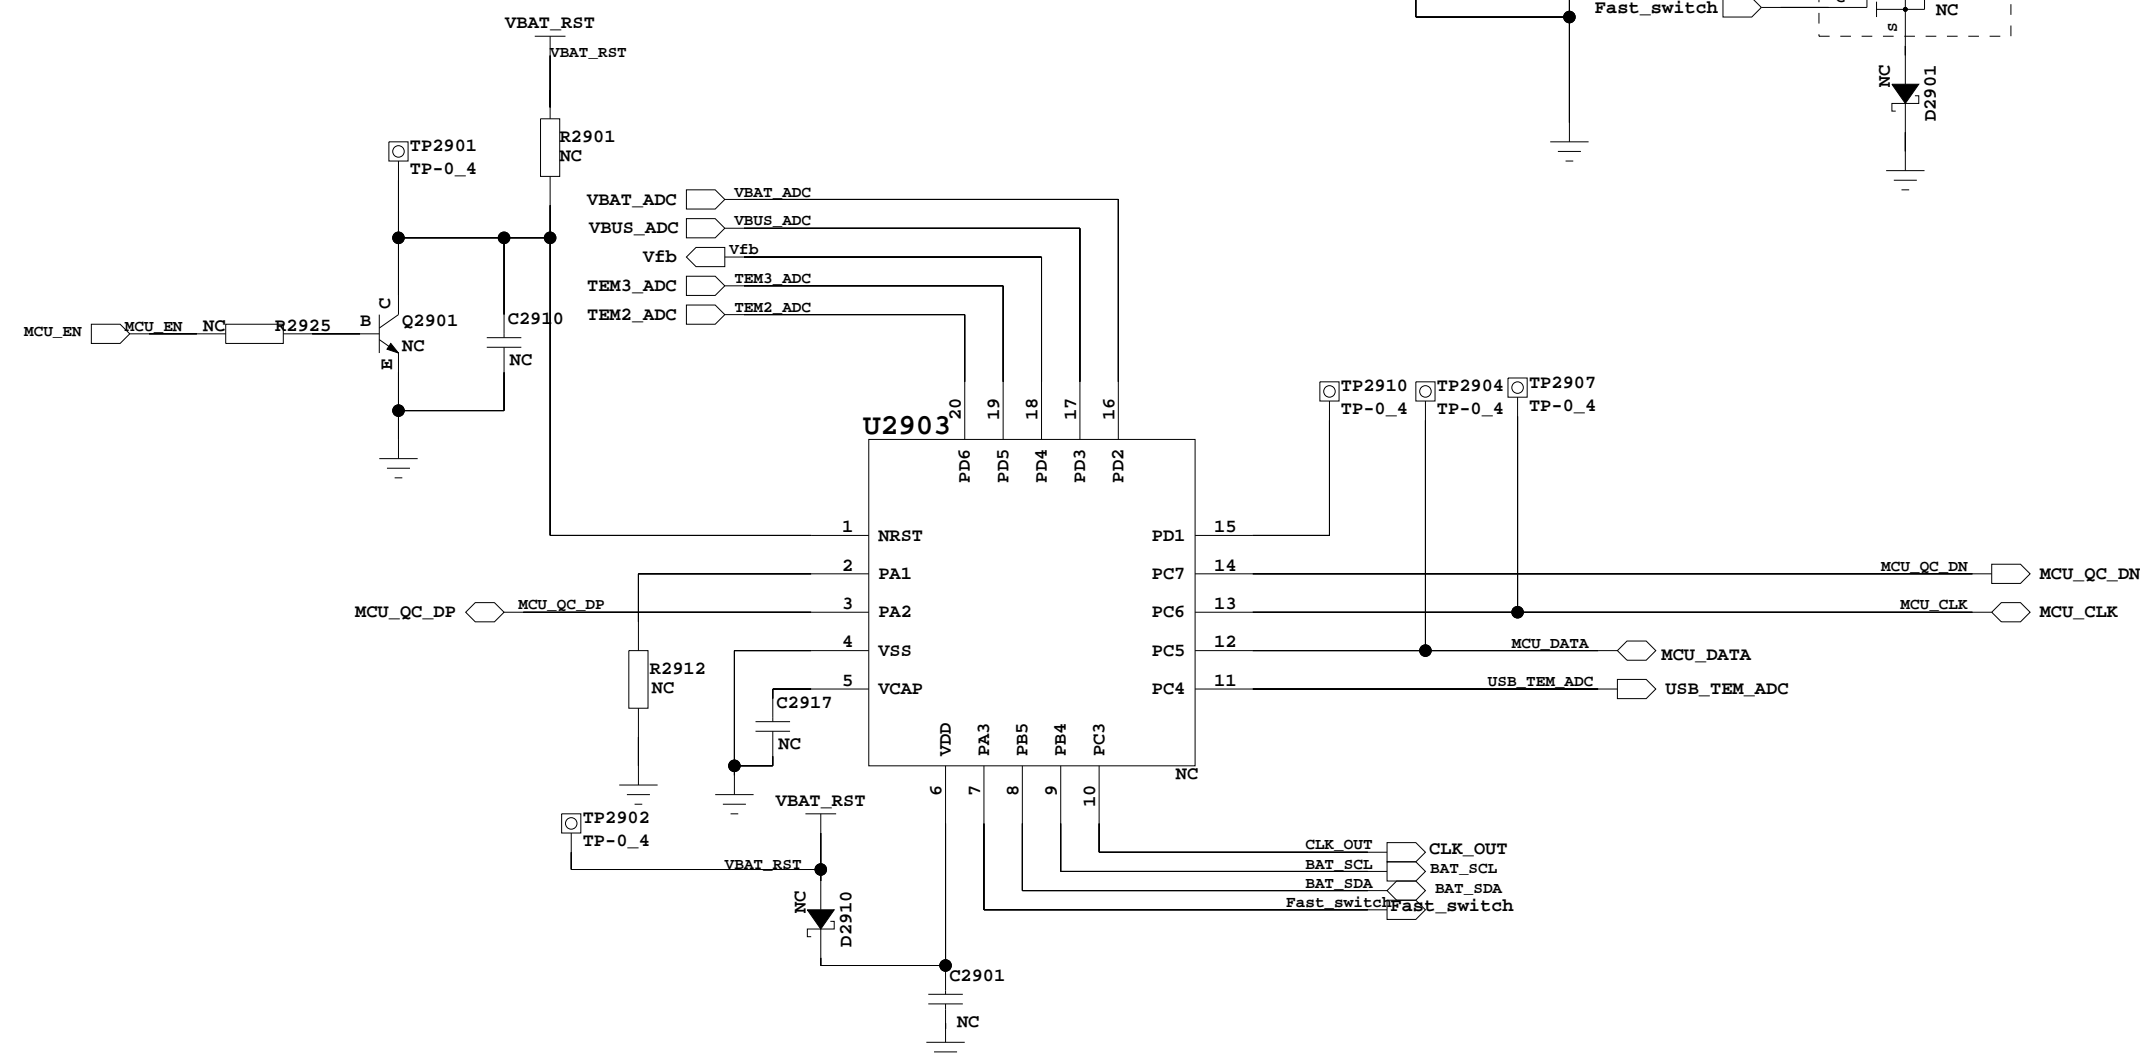 VBAT_RST
VBAT_RST
Fast_switch
NC
S
NC
D2901
R2901
NC
TP2901
TP-0_4
VBAT_ADC
VBAT_ADC
VBUS_ADC
VBUS_ADC
Vfb
Vfb
TEM3_ADC
TEM3_ADC
TEM2_ADC
TEM2_ADC
MCU_EN
MCU_EN
NC
R2925
B
C
E
Q2901
NC
C2910
NC
TP2910
TP-0_4
TP2904
TP-0_4
TP2907
TP-0_4
U2903
20
19
18
17
16
PD6
PD5
PD4
PD3
PD2
1
NRST
PD1
15
2
PA1
PC7
14
MCU_QC_DN
MCU_QC_DN
MCU_QC_DP
MCU_QC_DP
3
PA2
PC6
13
MCU_CLK
MCU_CLK
4
VSS
PC5
12
MCU_DATA
MCU_DATA
5
VCAP
PC4
11
USB_TEM_ADC
USB_TEM_ADC
R2912
NC
C2917
NC
VDD
PA3
PB5
PB4
PC3
NC
6
7
8
9
10
VBAT_RST
TP2902
TP-0_4
VBAT_RST
CLK_OUT
CLK_OUT
BAT_SCL
BAT_SCL
BAT_SDA
BAT_SDA
Fast_switch
Fast_switch
NC
D2910
C2901
NC